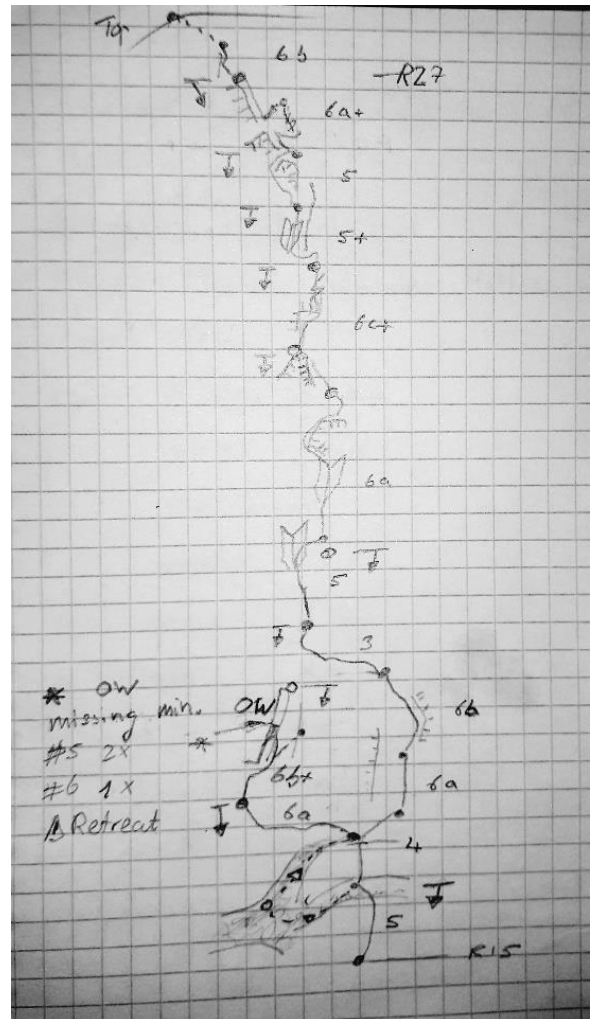 Top
6b
R27
6a+
5
5+
6c+
6a
5
3
* OW
missing min.
#5 2x
#6 1x
Retreat
OW
*
6b
6b+
6a
6a
4
5
R15